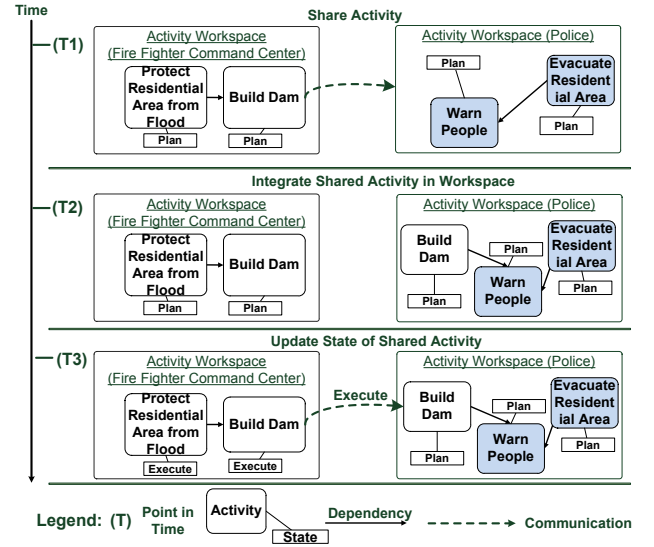 Time
Share Activity
(T1)
Activity Workspace
(Fire Fighter Command Center)
Protect
Residential
Area from
Flood
Plan
Build Dam
Plan
Activity Workspace (Police)
Plan
Warn
People
Evacuate
Resident
ial Area
Plan
Integrate Shared Activity in Workspace
(T2)
Activity Workspace
(Fire Fighter Command Center)
Protect
Residential
Area from
Flood
Plan
Build Dam
Plan
Activity Workspace (Police)
Build
Dam
Plan
Plan
Warn
People
Evacuate
Resident
ial Area
Plan
Update State of Shared Activity
(T3)
Activity Workspace
(Fire Fighter Command Center)
Protect
Residential
Area from
Flood
Execute
Build Dam
Execute
Execute
Activity Workspace (Police)
Build
Dam
Plan
Plan
Warn
People
Evacuate
Resident
ial Area
Plan
Legend: (T)
Point in
Time
Activity
State
Dependency
Communication